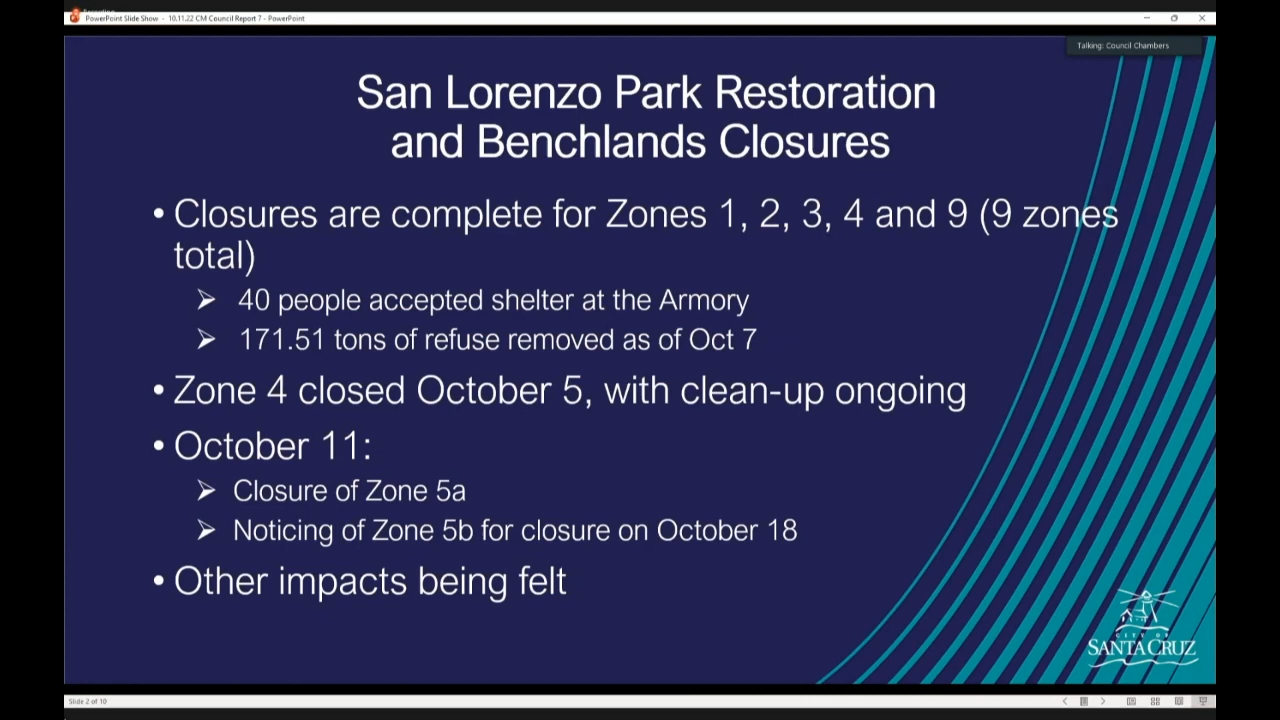 Recording
PowerPoint Slide Show - 10.11.22 CM Council Report 7 - PowerPoint
Talking: Council Chambers
San Lorenzo Park Restoration
and Benchlands Closures
• Closures are complete for Zones 1, 2, 3, 4 and 9 (9 zones
total)
➢ 40 people accepted shelter at the Armory
➢ 171.51 tons of refuse removed as of Oct 7
• Zone 4 closed October 5, with clean-up ongoing
• October 11:
➢ Closure of Zone 5a
➢ Noticing of Zone 5b for closure on October 18
• Other impacts being felt
CITY OF
SANTA CRUZ
Slide 2 of 10